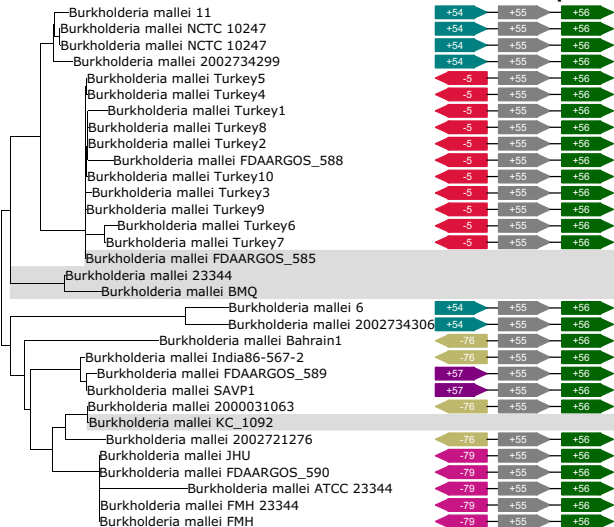 Burkholderia mallei 11 +54 +55 +56
Burkholderia mallei NCTC 10247 +54 +55 +56
Burkholderia mallei NCTC 10247 +54 +55 +56
Burkholderia mallei 2002734299 +54 +55 +56
Burkholderia mallei Turkey5 -5 +55 +56
Burkholderia mallei Turkey4 -5 +55 +56
Burkholderia mallei Turkey1 -5 +55 +56
Burkholderia mallei Turkey8 -5 +55 +56
Burkholderia mallei Turkey2 -5 +55 +56
Burkholderia mallei FDAARGOS_588 -5 +55 +56
Burkholderia mallei Turkey10 -5 +55 +56
Burkholderia mallei Turkey3 -5 +55 +56
Burkholderia mallei Turkey9 -5 +55 +56
Burkholderia mallei Turkey6 -5 +55 +56
Burkholderia mallei Turkey7 -5 +55 +56
Burkholderia mallei FDAARGOS_585
Burkholderia mallei 23344
Burkholderia mallei BMQ
Burkholderia mallei 6 +54 +55 +56
Burkholderia mallei 2002734306 +54 +55 +56
Burkholderia mallei Bahrain1 -76 +55 +56
Burkholderia mallei India86-567-2 -76 +55 +56
Burkholderia mallei FDAARGOS_589 +57 +55 +56
Burkholderia mallei SAVP1 +57 +55 +56
Burkholderia mallei 2000031063 -76 +55 +56
Burkholderia mallei KC_1092
Burkholderia mallei 2002721276 -76 +55 +56
Burkholderia mallei JHU -79 +55 +56
Burkholderia mallei FDAARGOS_590 -79 +55 +56
Burkholderia mallei ATCC 23344 -79 +55 +56
Burkholderia mallei FMH 23344 -79 +55 +56
Burkholderia mallei FMH -79 +55 +56